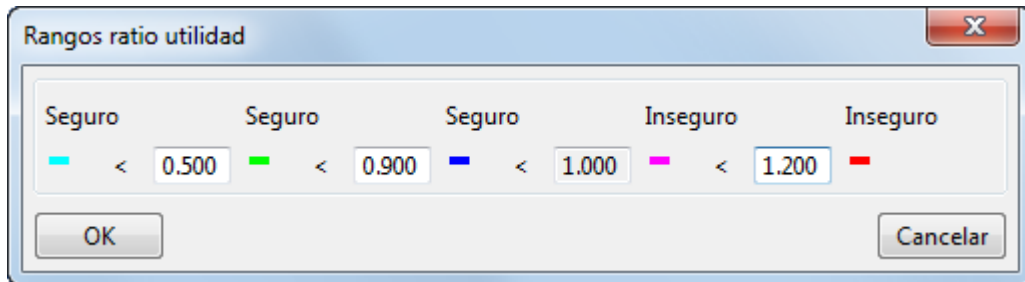 Rangos ratio utilidad
Seguro Seguro Seguro Inseguro Inseguro
< 0.500 < 0.900 < 1.000 < 1.200
OK Cancelar